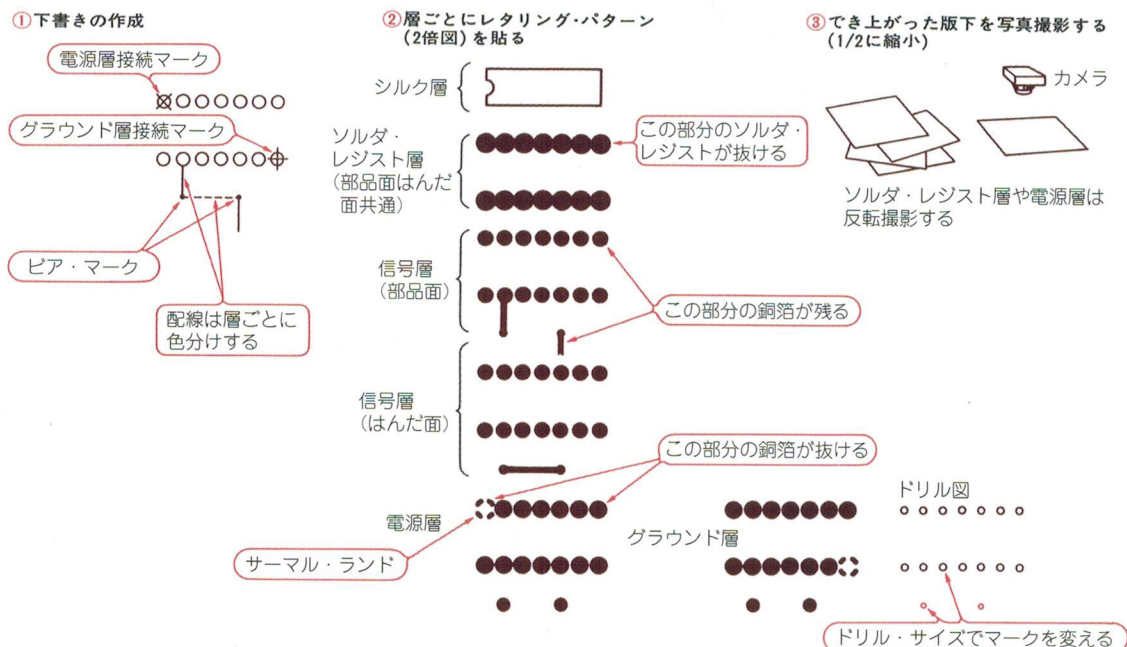 ①下書きの作成
電源層接続マーク
グラウンド層接続マーク
ビア・マーク
配線は層ごとに
色分けする
②層ごとにレタリング・パターン
(2倍図)を貼る
シルク層
ソルダ・
レジスト層
(部品面はんだ
面共通)
この部分のソルダ・
レジストが抜ける
信号層
(部品面)
この部分の銅箔が残る
信号層
(はんだ面)
この部分の銅箔が抜ける
電源層
サーマル・ランド
グラウンド層
ドリル図
ドリル・サイズでマークを変える
③でき上がった版下を写真撮影する
(1/2に縮小)
カメラ
ソルダ・レジスト層や電源層は
反転撮影する